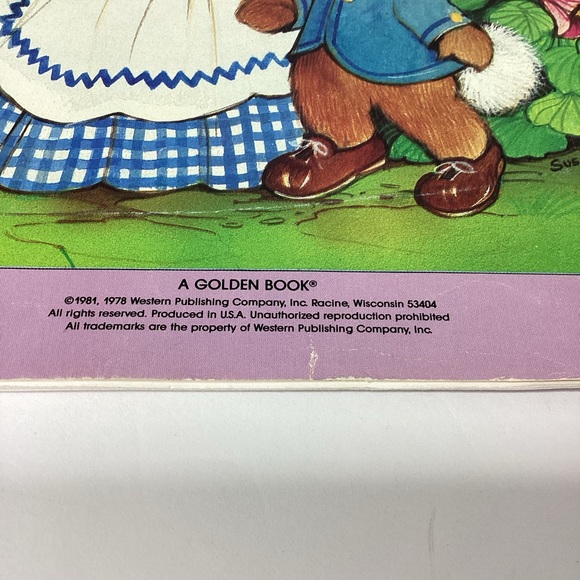 Sus
A GOLDEN BOOK®
©1981, 1978 Western Publishing Company, Inc. Racine, Wisconsin 53404
All rights reserved. Produced in U.S.A. Unauthorized reproduction prohibited
All trademarks are the property of Western Publishing Company, Inc.